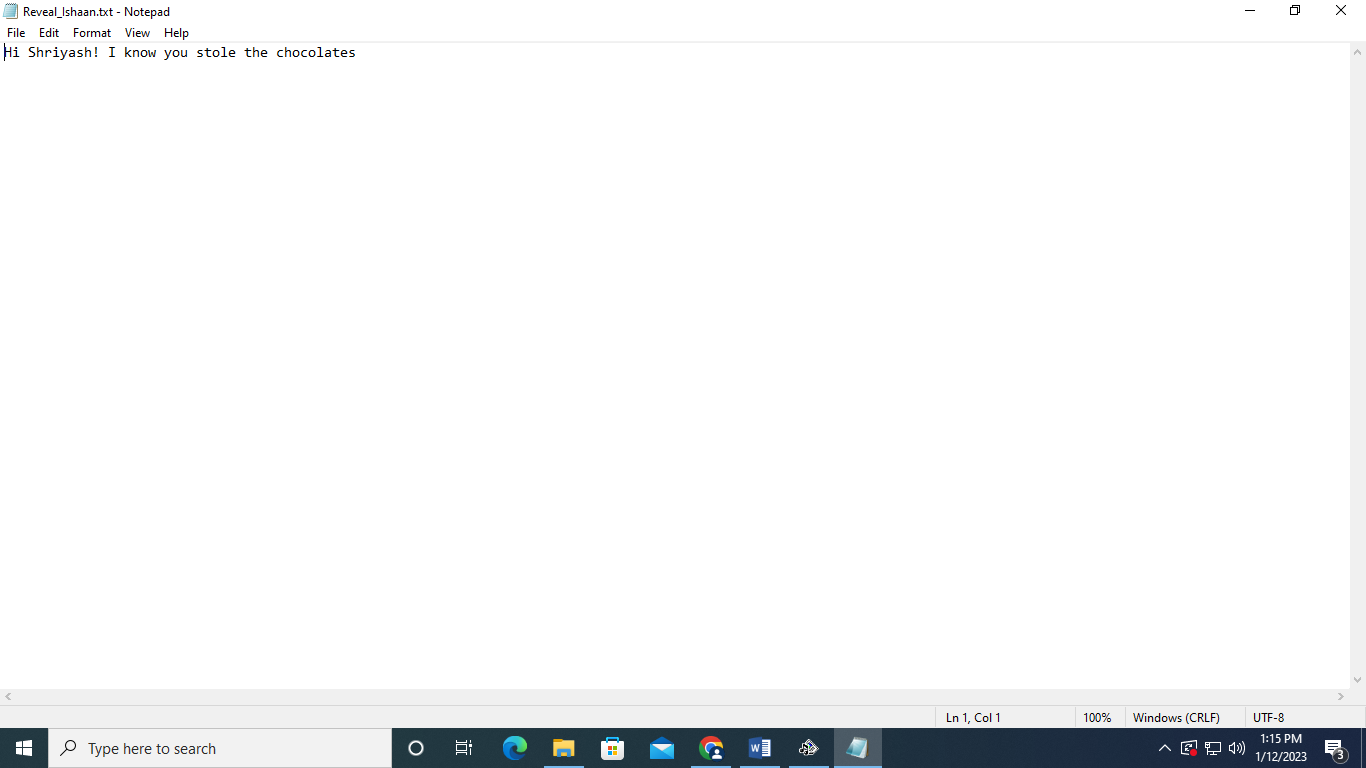 Reveal_Ishaan.txt - Notepad
File Edit Format View Help
Hi Shriyash! I know you stole the chocolates
Ln 1, Col 1 100% Windows (CRLF) UTF-8
Type here to search
1:15 PM
1/12/2023
3